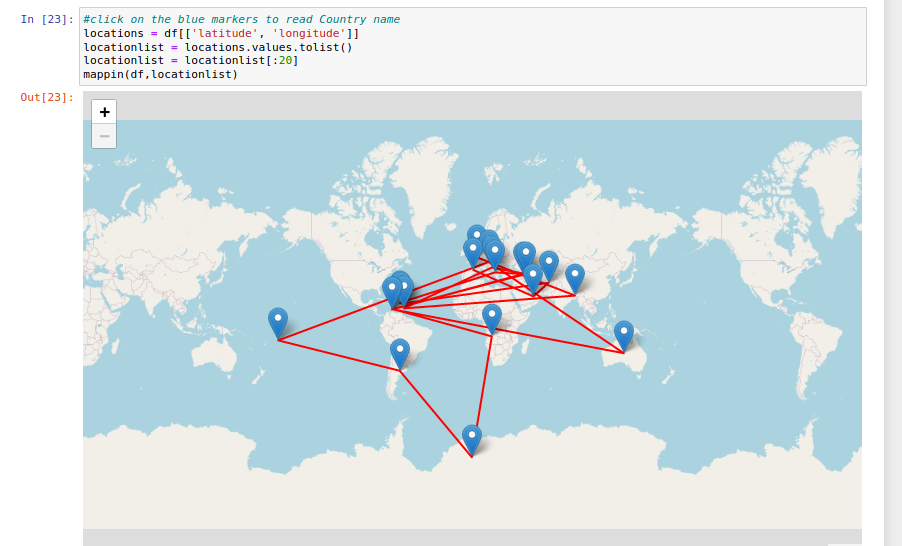 In [23]:
#click on the blue markers to read Country name
locations = df[['latitude', 'longitude']]
locationlist = locations.values.tolist()
locationlist = locationlist[:20]
mappin(df,locationlist)
Out[23]:
+
−